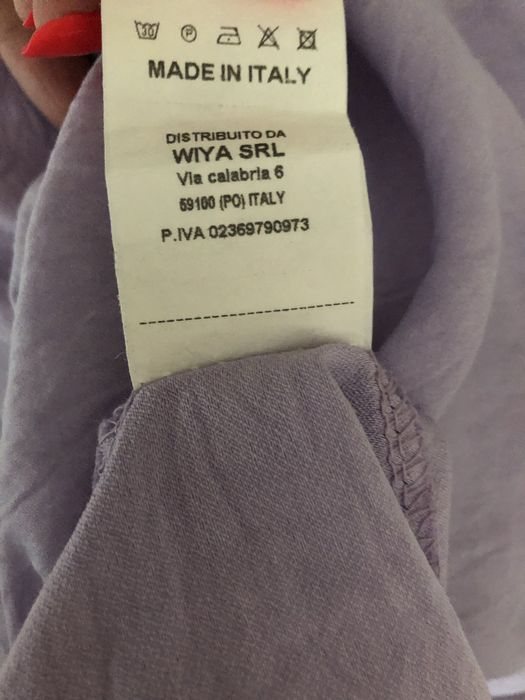 MADE IN ITALY
DISTRIBUITO DA
WIYA SRL
Via calabria 6
59100 (PO) ITALY
P.IVA 02369790973